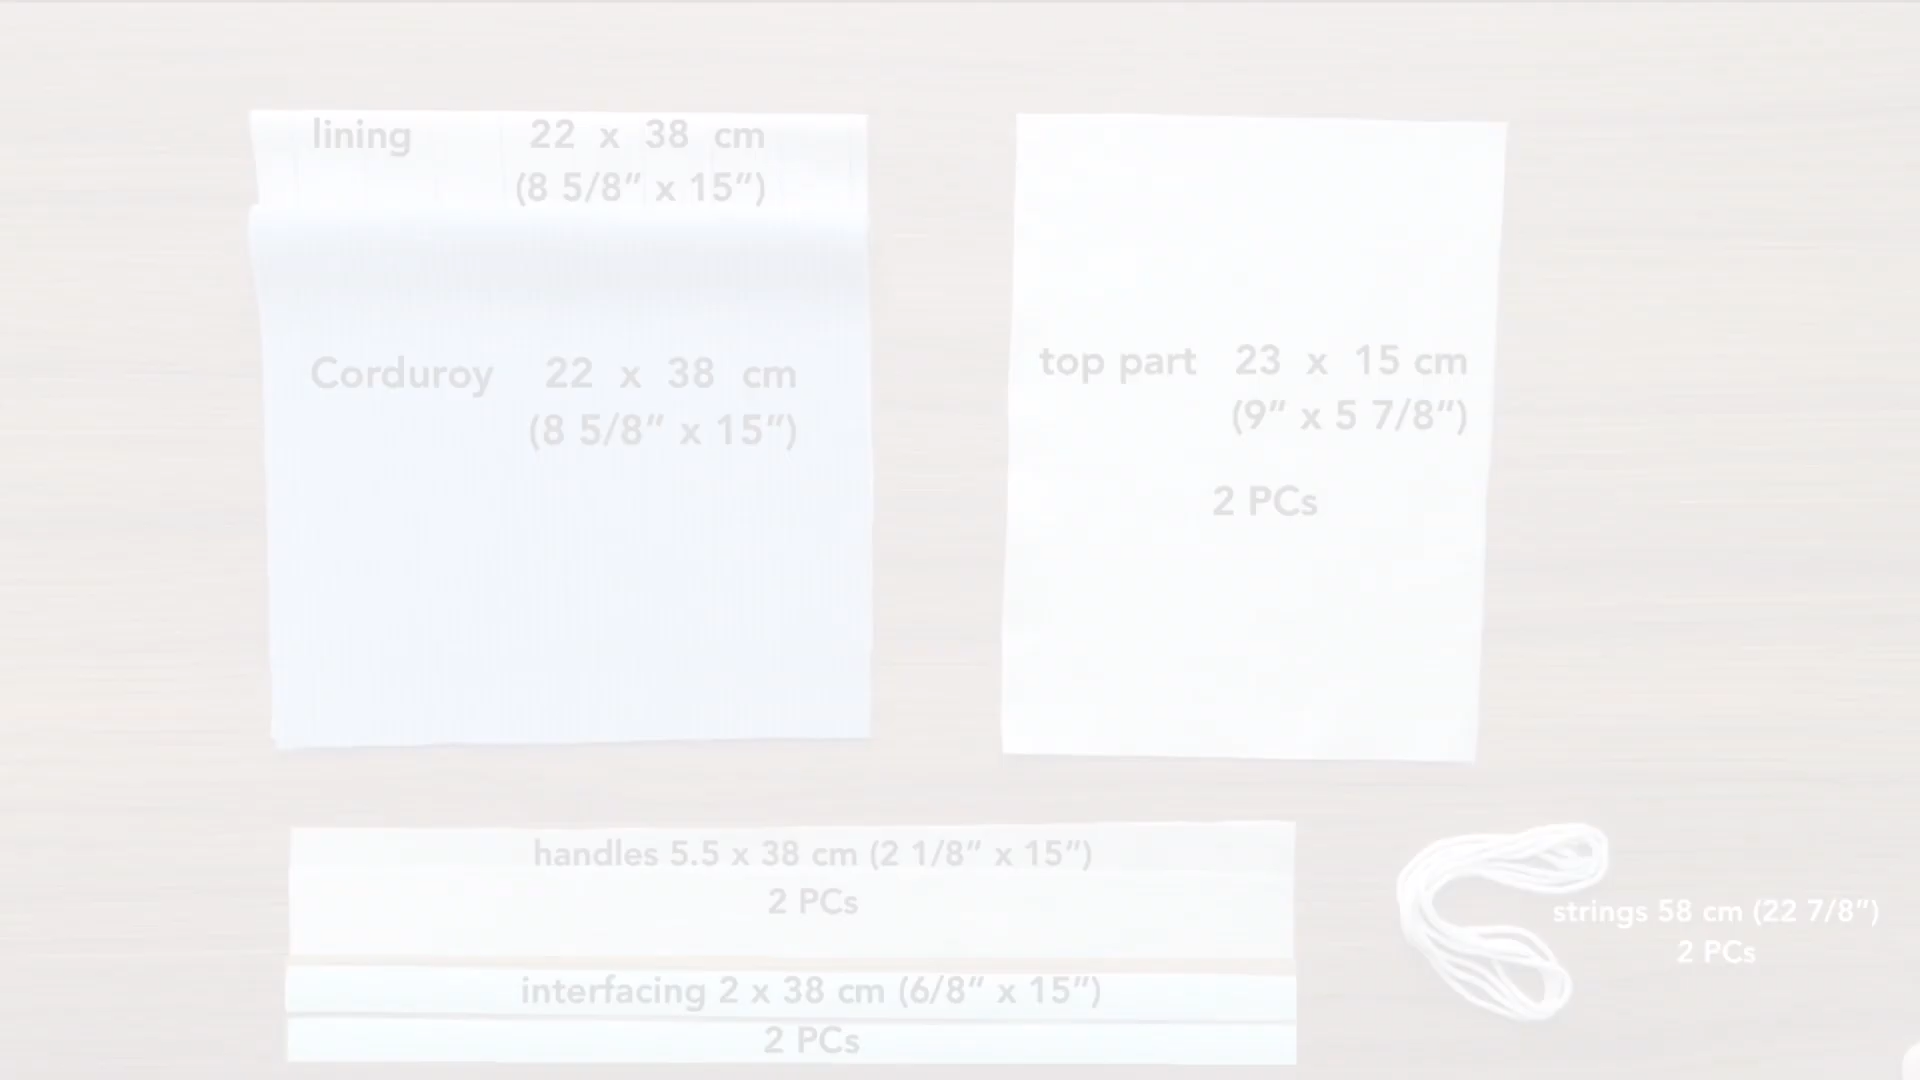 lining 22 x 38 cm
(8 5/8” x 15”)
Corduroy 22 x 38 cm
(8 5/8” x 15”)
top part 23 x 15 cm
(9” x 5 7/8”)
2 PCs
handles 5.5 x 38 cm (2 1/8” x 15”)
2 PCs
interfacing 2 x 38 cm (6/8” x 15”)
2 PCs
strings 58 cm (22 7/8”)
2 PCs